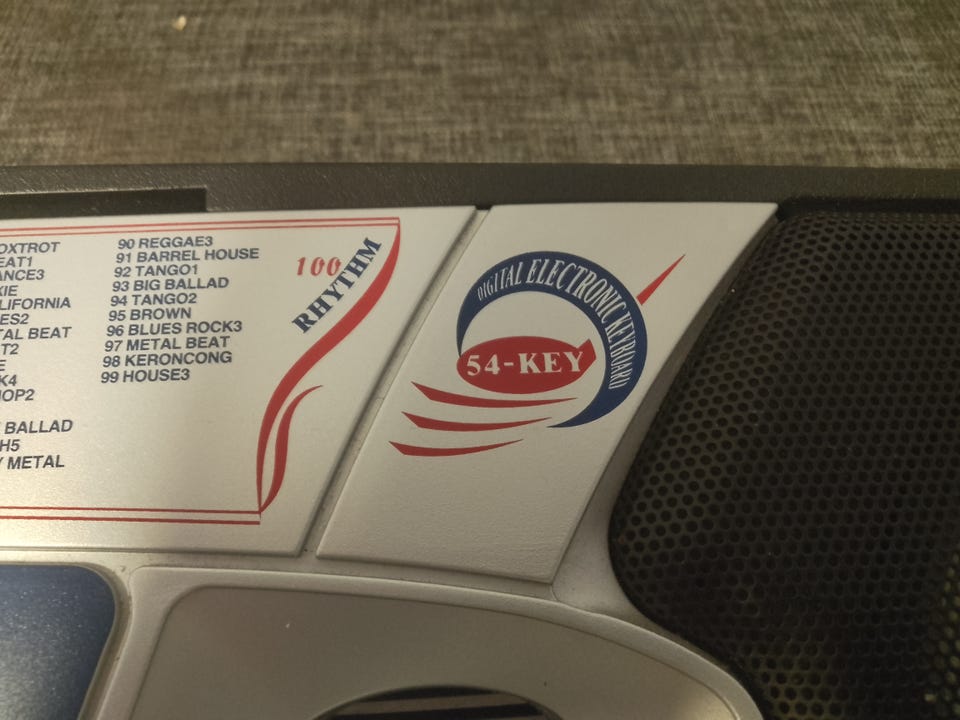 OXTROT
EAT1
ANCE3
XIE
LIFORNIA
ES2
TAL BEAT
T2
E
K4
HOP2
BALLAD
H5
Y METAL
90 REGGAE3
91 BARREL HOUSE
92 TANGO1
93 BIG BALLAD
94 TANGO2
95 BROWN
96 BLUES ROCK3
97 METAL BEAT
98 KERONCONG
99 HOUSE3
100
RHYTHM
DIGITAL ELECTRONIC KEYBOARD
54-KEY